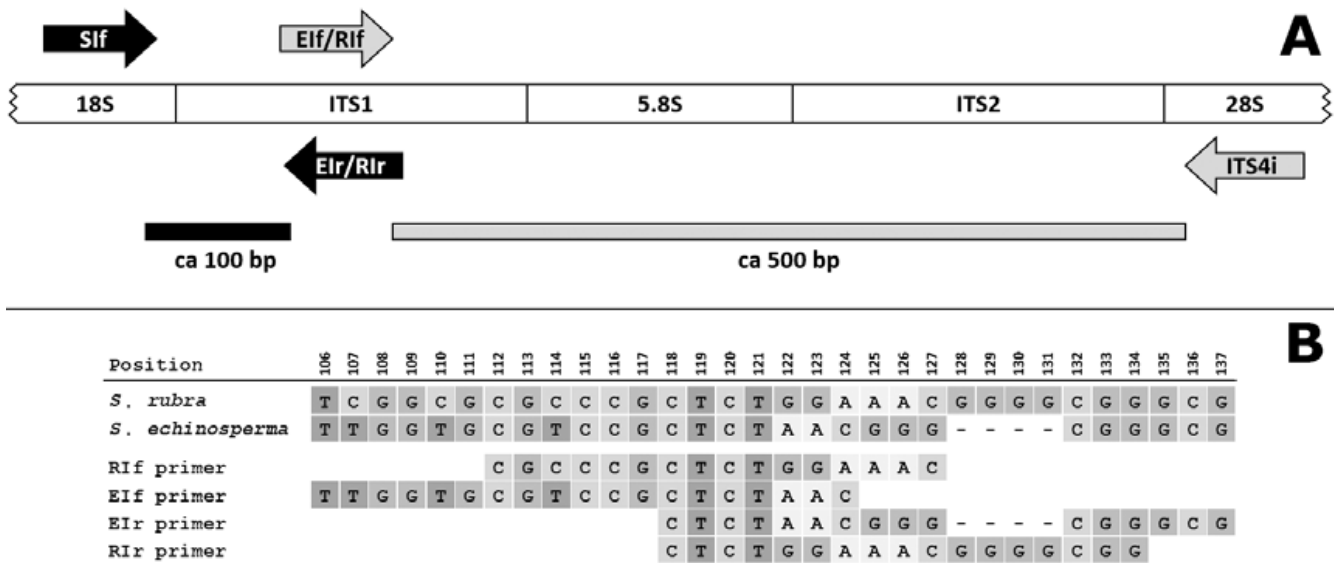 SIf EIf/RIf A
18S ITS1 5.8S ITS2 28S
EIr/RIr ITS4i
ca 100 bp ca 500 bp
B
Position 106 107 108 109 110 111 112 113 114 115 116 117 118 119 120 121 122 123 124 125 126 127 128 129 130 131 132 133 134 135 136 137
S. rubra T C G G C G C G C C C G C T C T G G A A A C G G G G C G G G C G
S. echinosperma T T G G T G C G T C C G C T C T A A C G G G - - - - C G G G C G
RIf primer C G C C C G C T C T G G A A A C
EIf primer T T G G T G C G T C C G C T C T A A C
EIr primer C T C T A A C G G G - - - - C G G G C G
RIr primer C T C T G G A A A C G G G G C G G